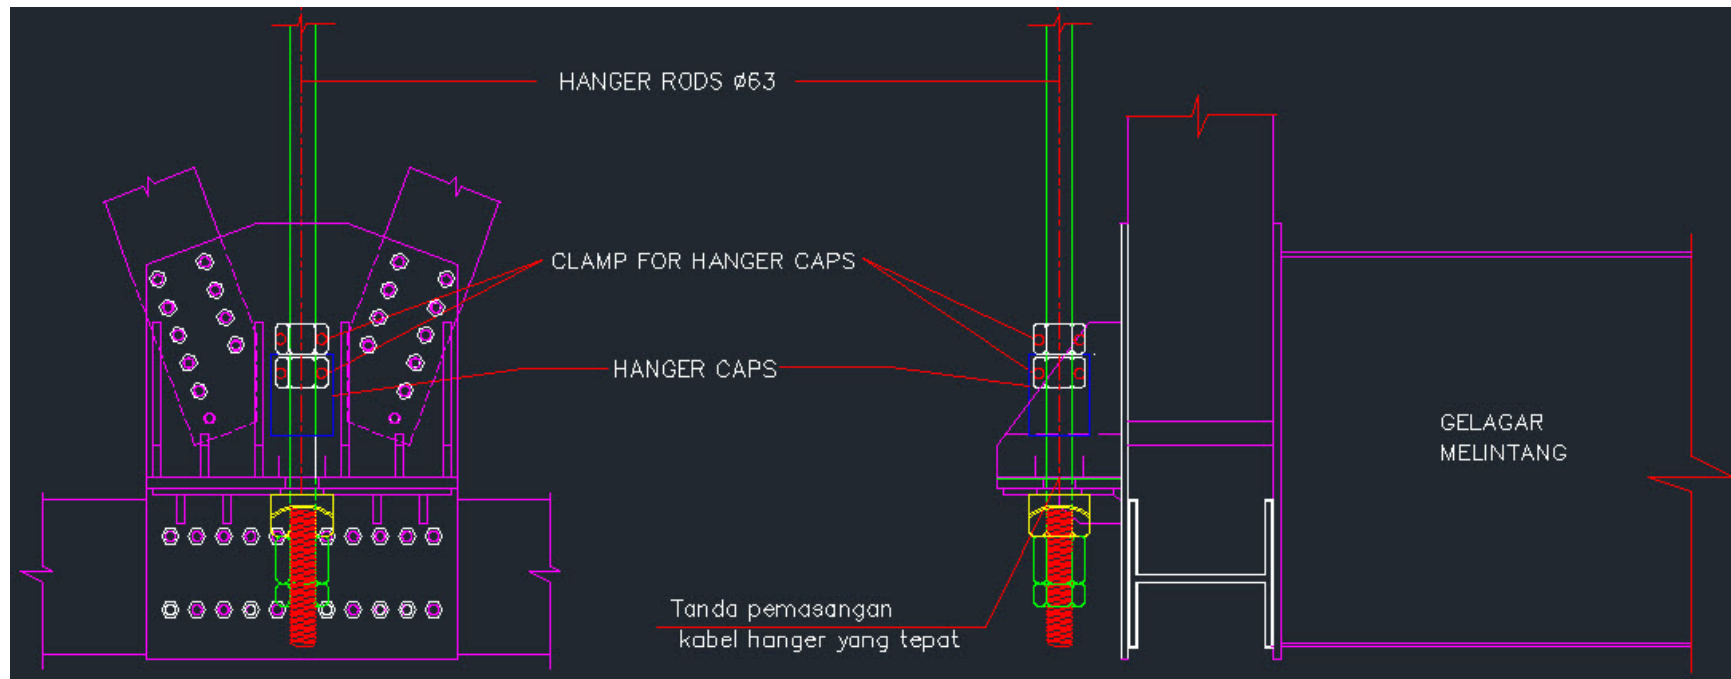 HANGER RODS ø63
CLAMP FOR HANGER CAPS
HANGER CAPS
GELAGAR
MELINTANG
Tanda pemasangan
kabel hanger yang tepat